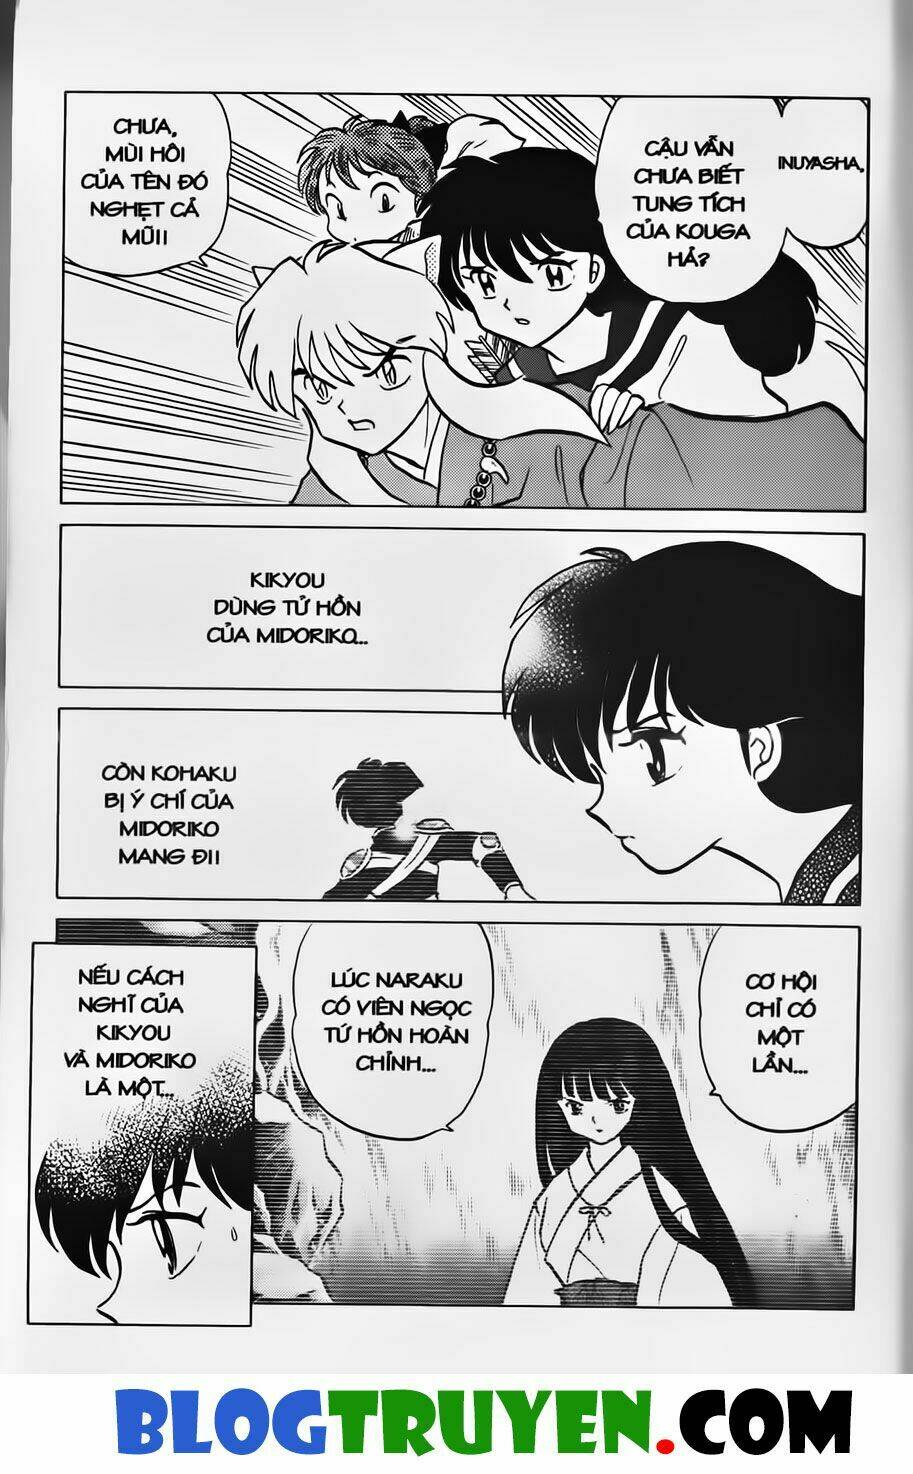 INUYASHA,
CẬU VẪN
CHƯA BIẾT
TUNG TÍCH
CỦA KOUGA
HẢ?
CHƯA,
MÙI HÔI
CỦA TÊN ĐÓ
NGHẸT CẢ
MŨI!
KIKYOU
DÙNG TỬ HỒN
CỦA MIDORIKO...
CÒN KOHAKU
BỊ Ý CHÍ CỦA
MIDORIKO
MANG ĐI!
CƠ HỘI
CHỈ CÓ
MỘT
LẦN...
LÚC NARAKU
CÓ VIÊN NGỌC
TỨ HỒN HOÀN
CHỈNH...
NẾU CÁCH
NGHĨ CỦA
KIKYOU
VÀ MIDORIKO
LÀ MỘT...
BLOGTRUYEN.COM